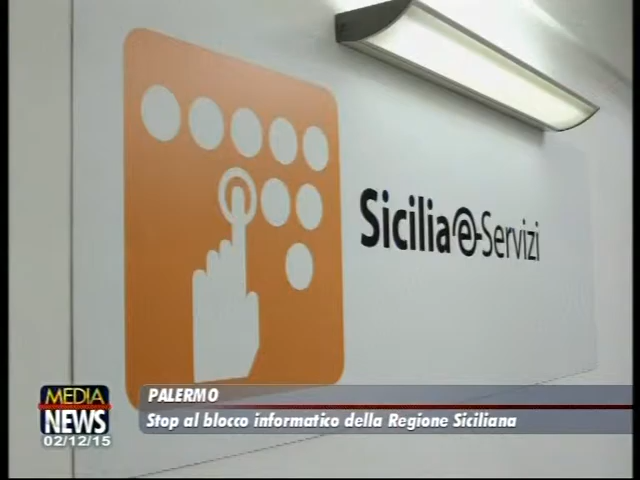 Sicilia e-Servizi
MEDIA
NEWS
02/12/15
PALERMO
Stop al blocco informatico della Regione Siciliana